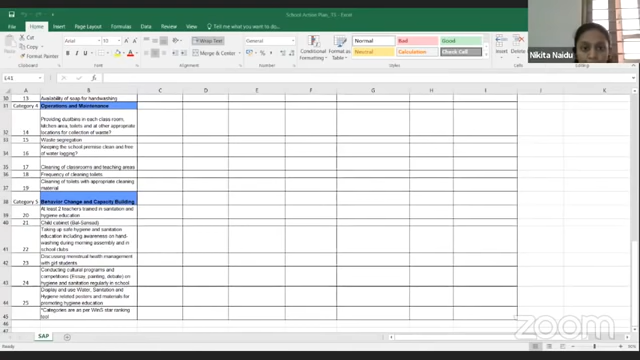 School Action Plan_T3 - Excel
File
Home
Insert
Page Layout
Formulas
Data
Review
View
Tell me what you want to do...
Cut
Copy
Format Painter
Clipboard
Font
Wrap Text
Merge & Center
Alignment
Number
Conditional Formatting
Format as Table
Normal
Bad
Good
Neutral
Calculation
Check Cell
Styles
Nikita Naidu
A B C D E F G H I J K
30 13 Availability of soap for handwashing
31 Category 4 Operations and Maintenance
32 14 Providing dustbins in each class room,
kitchen area, toilets and at other appropriate
locations for collection of waste?
33 15 Waste segregation
34 16 Keeping the school premise clean and free
of water logging?
35 17 Cleaning of classrooms and teaching areas
36 18 Frequency of cleaning toilets
37 19 Cleaning of toilets with appropriate cleaning
material
38 Category 5 Behavior Change and Capacity Building
39 20 At least 2 teachers trained in sanitation and
hygiene education
40 21 Child cabinet (Bal-Sansad)
41 22 Taking up safe hygiene and sanitation
education including awareness on hand-
washing during morning assembly and in
school clubs
42 23 Discussing menstrual health management
with girl students
43 24 Conducting cultural programs and
competitions (Essay, painting, debate) on
hygiene and sanitation regularly in school
44 25 Display and use Water, Sanitation and
Hygiene related posters and materials for
promoting hygiene education
45 *Categories are as per WinS star ranking
tool
46
47
SAP
Ready
zoom